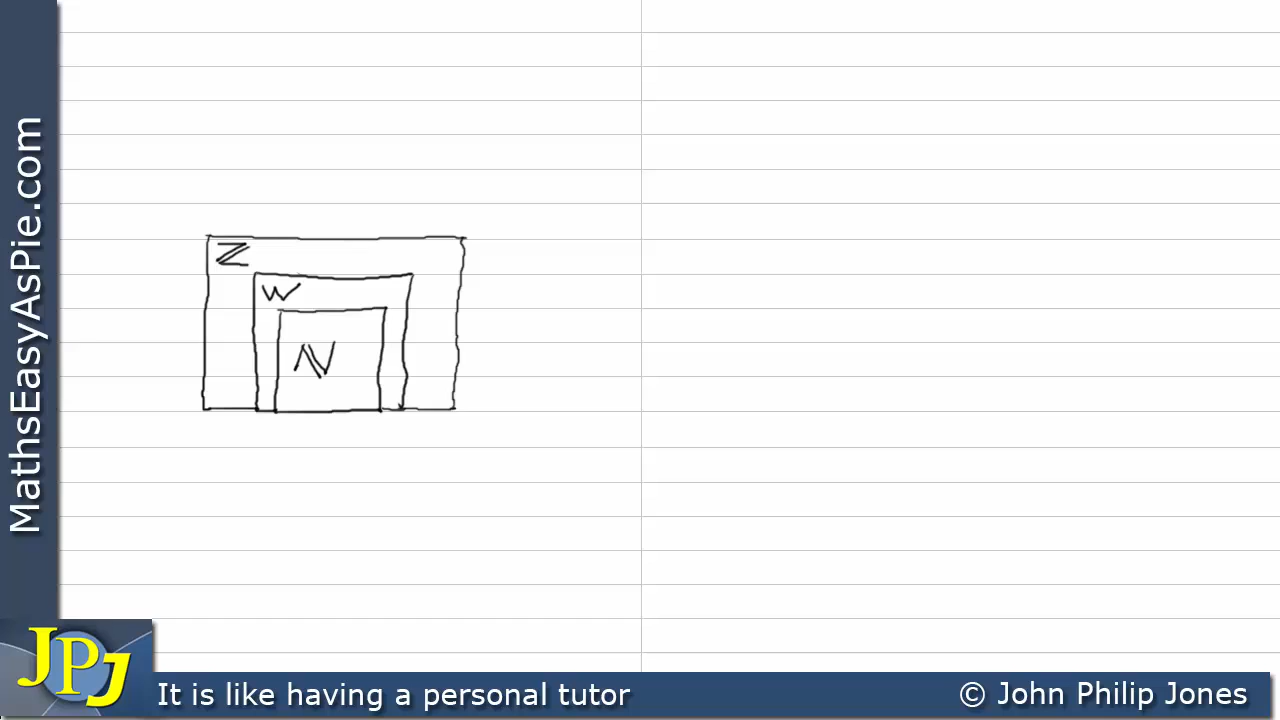 MathsEasyAsPie.com
ℤ
W
ℕ
JPJ
It is like having a personal tutor
© John Philip Jones